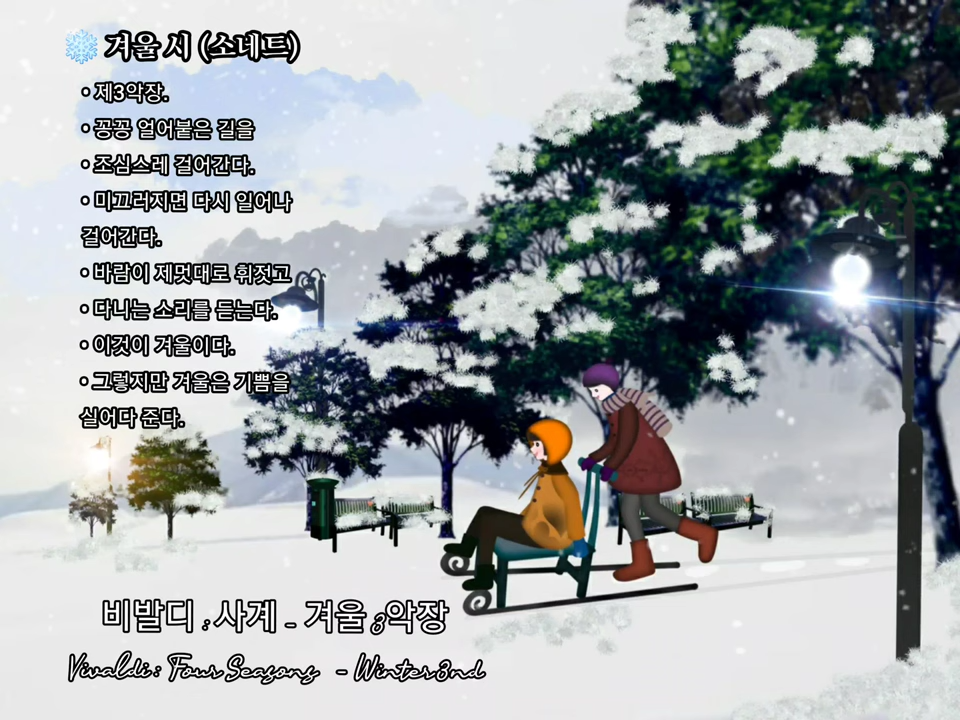 ❄️ 겨울 시 (소네트)
• 제3악장.
• 꽁꽁 얼어붙은 길을
• 조심스레 걸어간다.
• 미끄러지면 다시 일어나
걸어간다.
• 바람이 제멋대로 휘젓고
• 다니는 소리를 듣는다.
• 이것이 겨울이다.
• 그렇지만 겨울은 기쁨을
실어다 준다.
비발디 : 사계 - 겨울 3악장
Vivaldi : Four Seasons - Winter 3nd